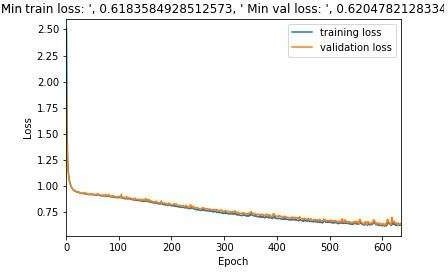 Min train loss: ', 0.6183584928512573, ' Min val loss: ', 0.6204782128334
training loss
validation loss
2.50
2.25
2.00
1.75
1.50
1.25
1.00
0.75
Loss
0 100 200 300 400 500 600
Epoch